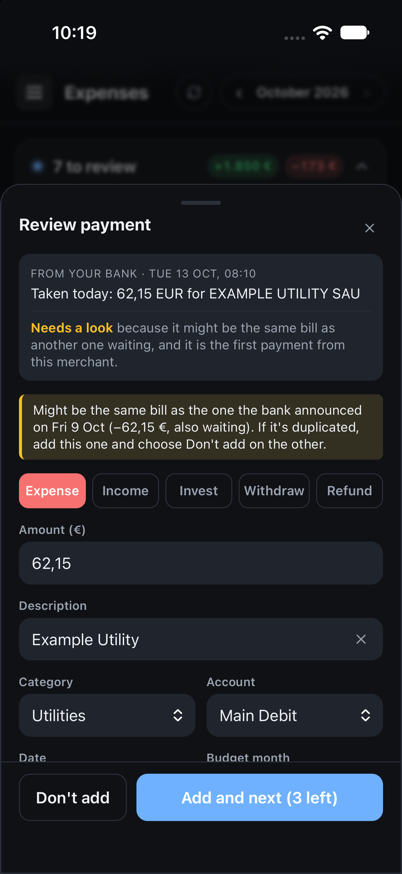 10:19
Expenses
October 2026
7 to review
+1.850 €
−173 €
Review payment
FROM YOUR BANK · TUE 13 OCT, 08:10
Taken today: 62,15 EUR for EXAMPLE UTILITY SAU
Needs a look because it might be the same bill as
another one waiting, and it is the first payment from
this merchant.
Might be the same bill as the one the bank announced
on Fri 9 Oct (−62,15 €, also waiting). If it's duplicated,
add this one and choose Don't add on the other.
Expense
Income
Invest
Withdraw
Refund
Amount (€)
62,15
Description
Example Utility
Category
Account
Utilities
Main Debit
Date
Budget month
Don't add
Add and next (3 left)